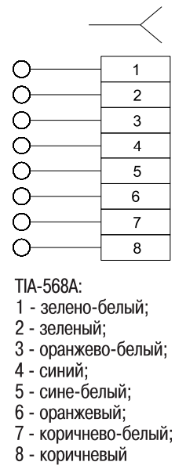 1
2
3
4
5
6
7
8
TIA-568A:
1 - зелено-белый;
2 - зеленый;
3 - оранжево-белый;
4 - синий;
5 - сине-белый;
6 - оранжевый;
7 - коричнево-белый;
8 - коричневый